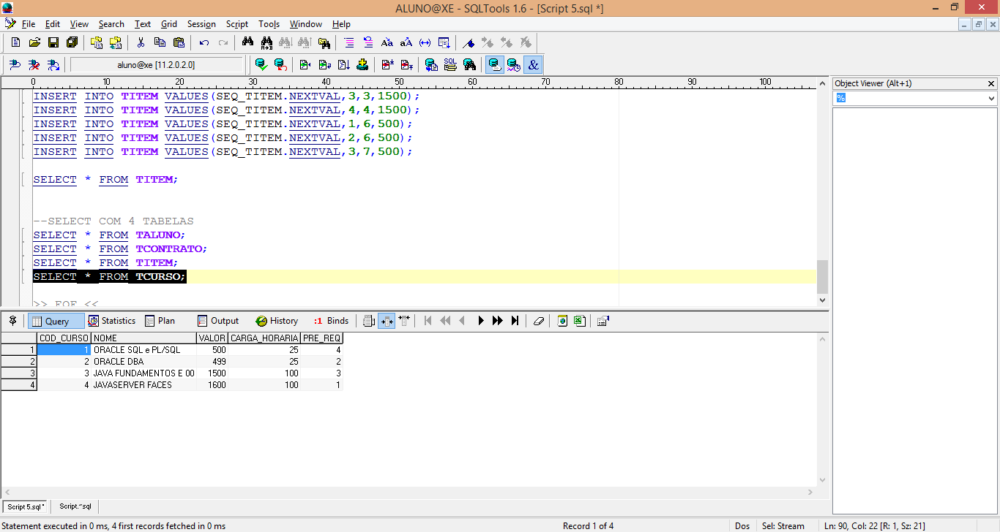 ALUNO@XE - SQLTools 1.6 - [Script 5.sql *]
File Edit View Search Text Grid Session Script Tools Window Help
aluno@xe [11.2.0.2.0] SQL &
0 10 20 30 40 50 60 70 80 90 100
Object Viewer (Alt+1)
%
INSERT INTO TITEM VALUES(SEQ_TITEM.NEXTVAL,3,3,1500);
INSERT INTO TITEM VALUES(SEQ_TITEM.NEXTVAL,4,4,1500);
INSERT INTO TITEM VALUES(SEQ_TITEM.NEXTVAL,1,6,500);
INSERT INTO TITEM VALUES(SEQ_TITEM.NEXTVAL,2,6,500);
INSERT INTO TITEM VALUES(SEQ_TITEM.NEXTVAL,3,7,500);
SELECT * FROM TITEM;
--SELECT COM 4 TABELAS
SELECT * FROM TALUNO;
SELECT * FROM TCONTRATO;
SELECT * FROM TITEM;
SELECT * FROM TCURSO;
>> EOF <<
Query Statistics Plan Output History :1 Binds
COD_CURSO NOME VALOR CARGA_HORARIA PRE_REQ
1 1 ORACLE SQL e PL/SQL 500 25 4
2 2 ORACLE DBA 499 25 2
3 3 JAVA FUNDAMENTOS E OO 1500 100 3
4 4 JAVASERVER FACES 1600 100 1
Script 5.sql* Script.~sql
Statement executed in 0 ms, 4 first records fetched in 0 ms Record 1 of 4 Dos Sel: Stream Ln: 90, Col: 22 [R: 1, Sz: 21]